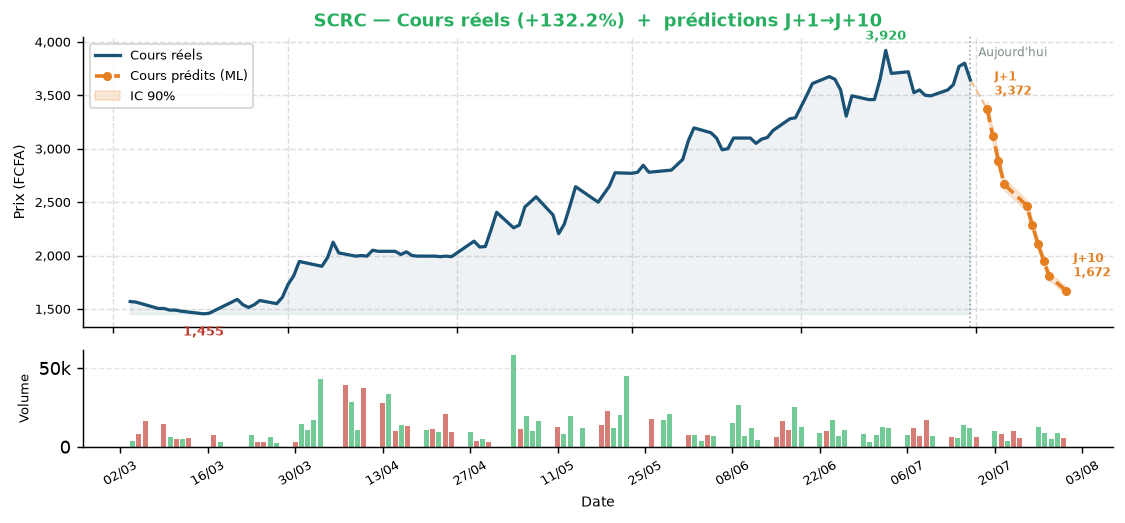 SCRC — Cours réels (+132.2%)  +  prédictions J+1→J+10
Cours réels
Cours prédits (ML)
IC 90%
3,920
Aujourd'hui
J+1
3,372
J+10
1,672
1,455
Prix (FCFA)
4,000
3,500
3,000
2,500
2,000
1,500
Volume
50k
0
02/03
16/03
30/03
13/04
27/04
11/05
25/05
08/06
22/06
06/07
20/07
03/08
Date